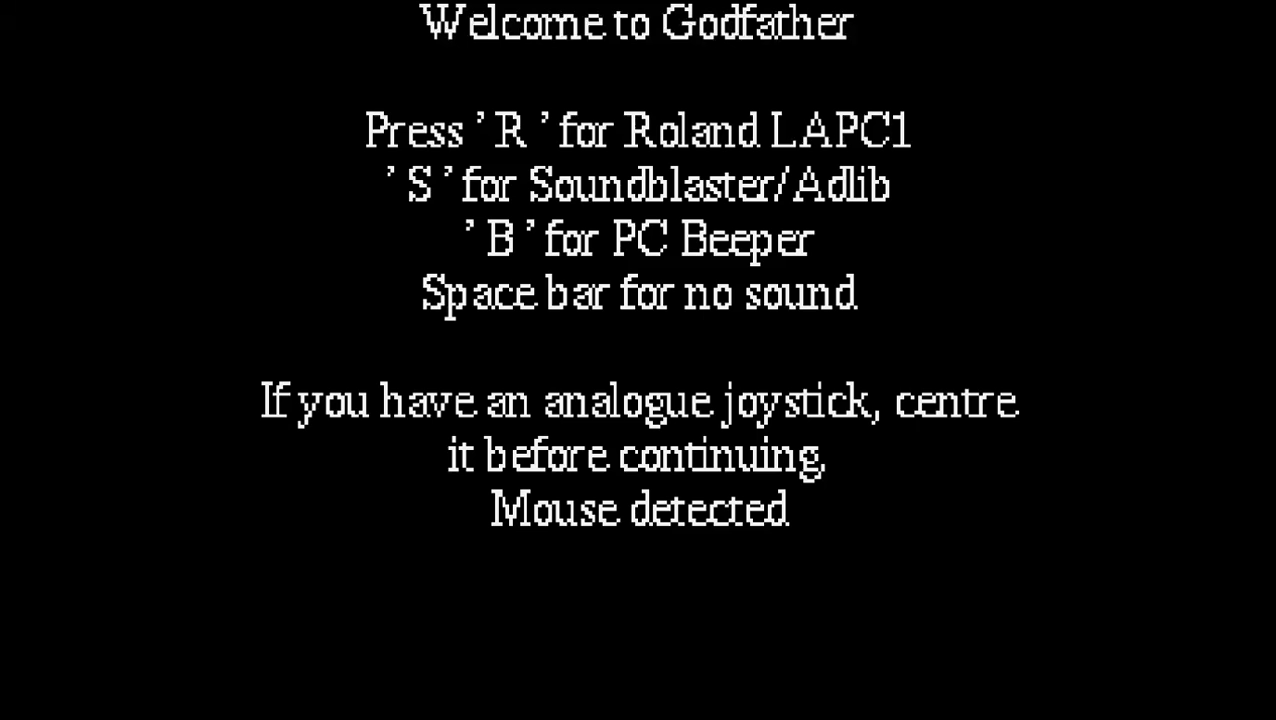 Welcome to Godfather
Press ' R ' for Roland LAPC1
' S ' for Soundblaster/Adlib
' B ' for PC Beeper
Space bar for no sound
If you have an analogue joystick, centre
it before continuing.
Mouse detected